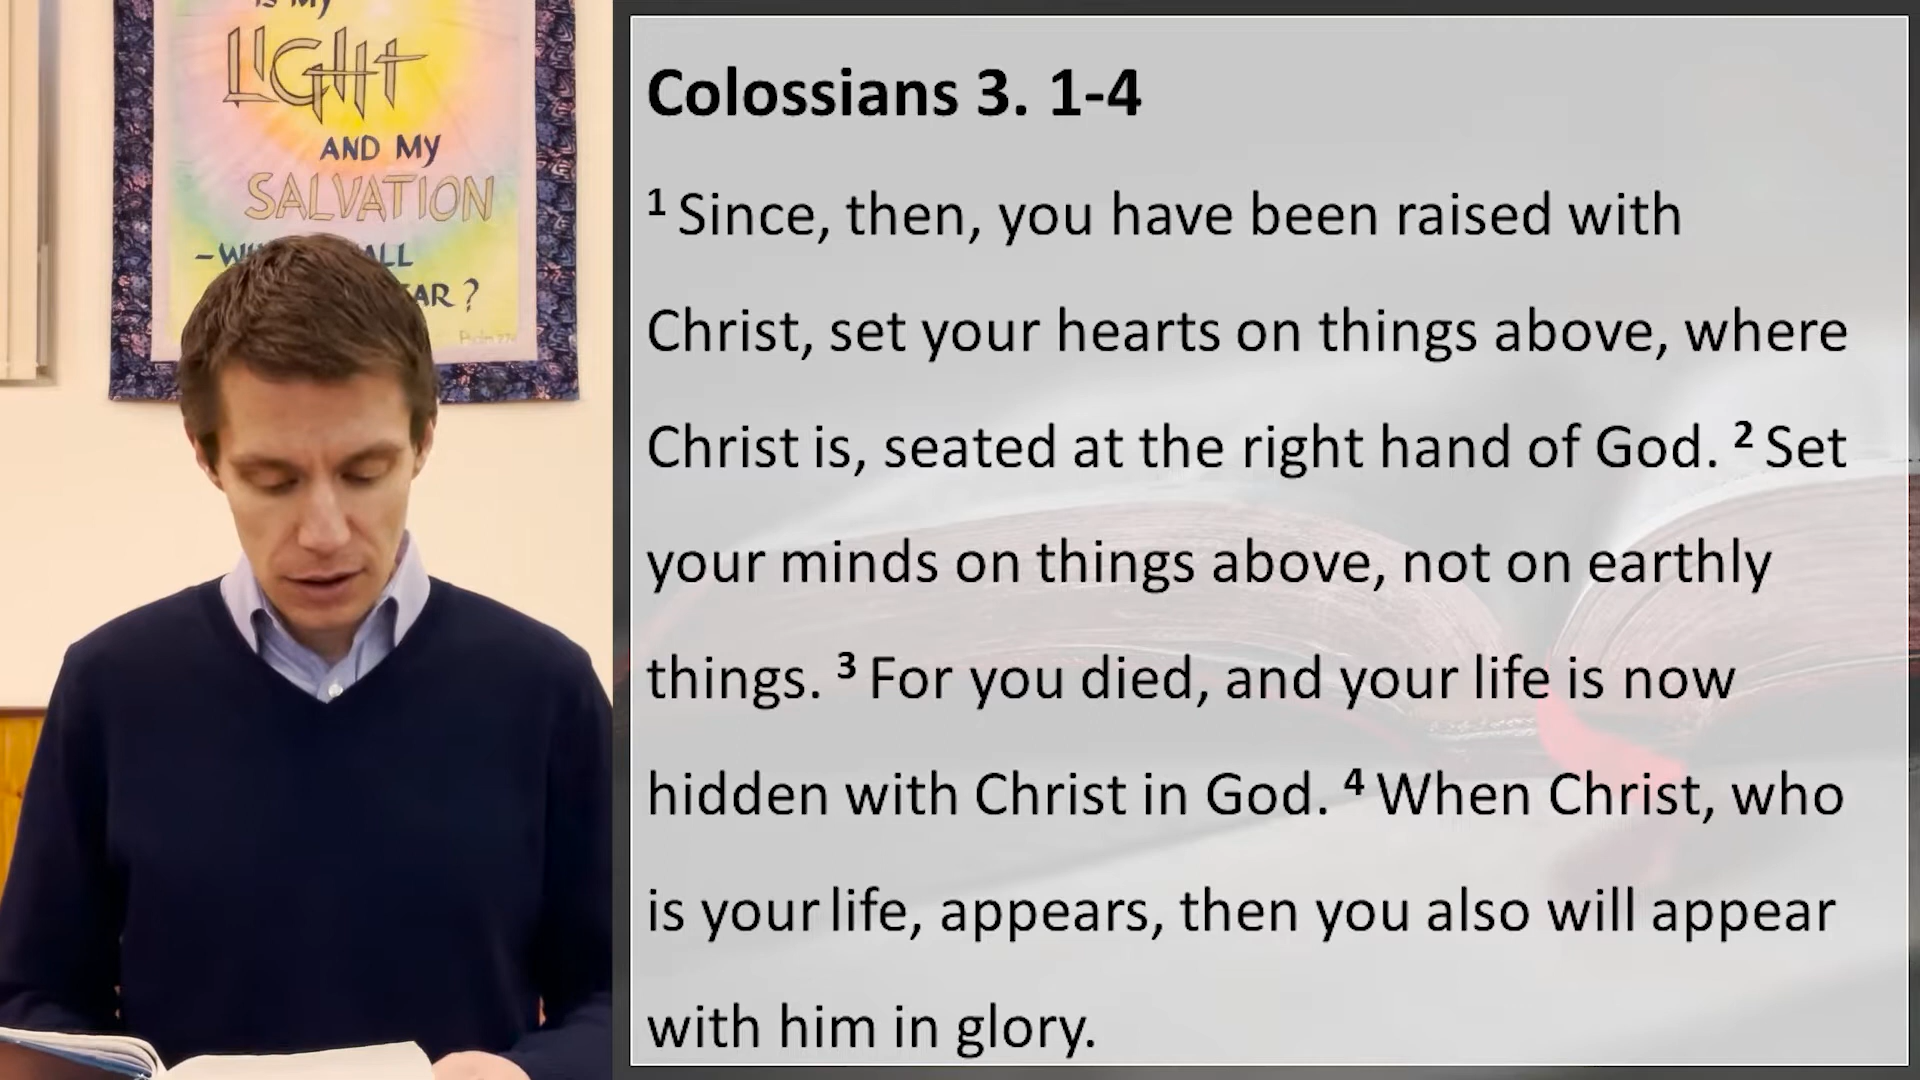 is My
LIGHT
AND MY
SALVATION
ALL
AR ?
Colossians 3. 1-4
1 Since, then, you have been raised with
Christ, set your hearts on things above, where
Christ is, seated at the right hand of God. 2 Set
your minds on things above, not on earthly
things. 3 For you died, and your life is now
hidden with Christ in God. 4 When Christ, who
is your life, appears, then you also will appear
with him in glory.